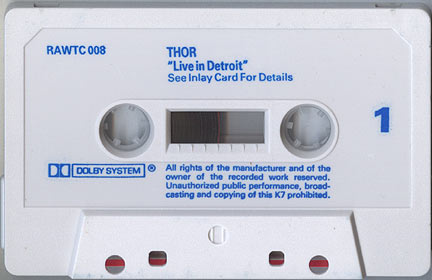 RAWTC 008
THOR
"Live in Detroit"
See Inlay Card For Details
1
DOLBY SYSTEM ®
All rights of the manufacturer and of the
owner of the recorded work reserved.
Unauthorized public performance, broad-
casting and copying of this K7 prohibited.